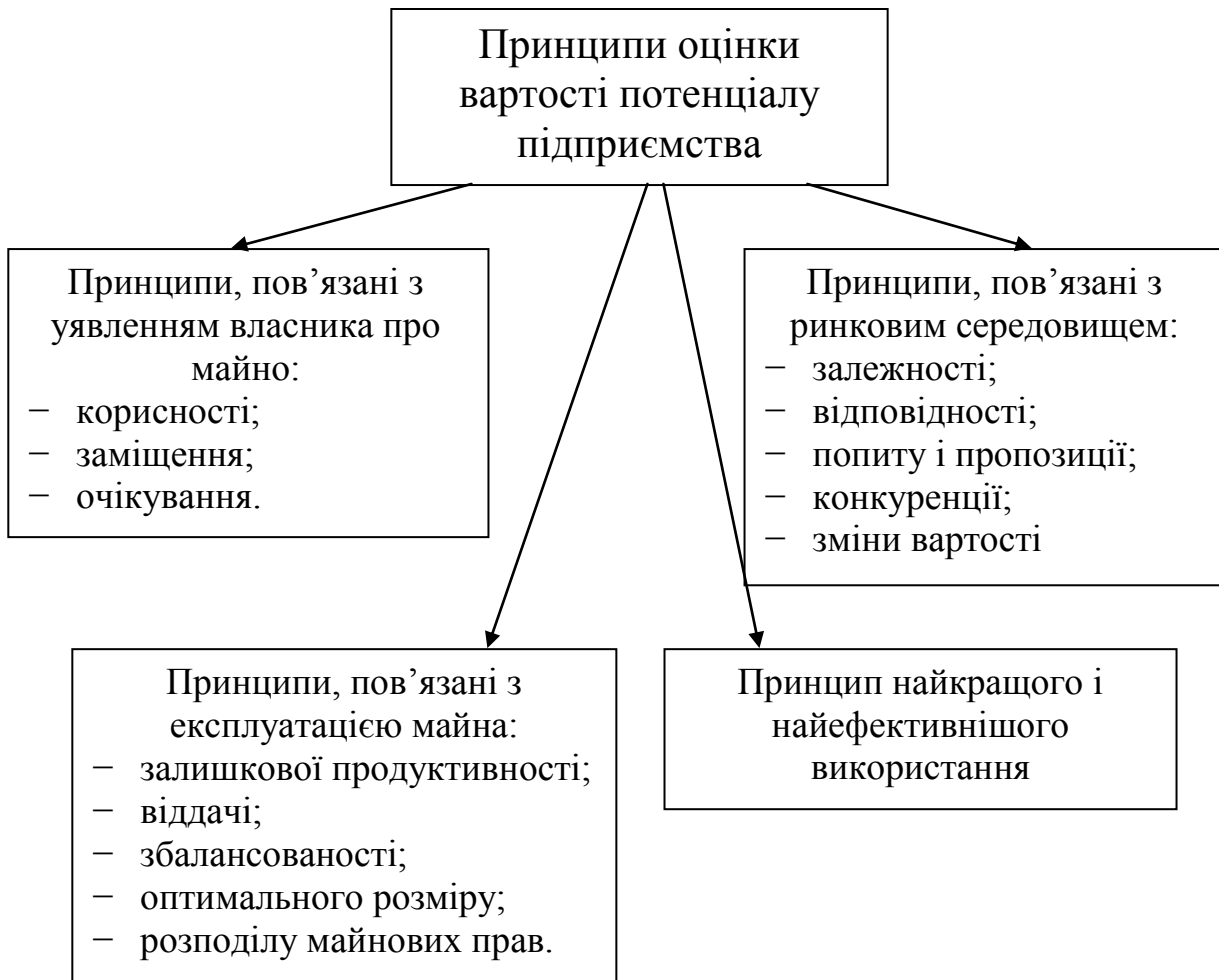 Принципи оцінки
вартості потенціалу
підприємства
Принципи, пов’язані з
уявленням власника про
майно:
− корисності;
− заміщення;
− очікування.
Принципи, пов’язані з
ринковим середовищем:
− залежності;
− відповідності;
− попиту і пропозиції;
− конкуренції;
− зміни вартості
Принципи, пов’язані з
експлуатацією майна:
− залишкової продуктивності;
− віддачі;
− збалансованості;
− оптимального розміру;
− розподілу майнових прав.
Принцип найкращого і
найефективнішого
використання